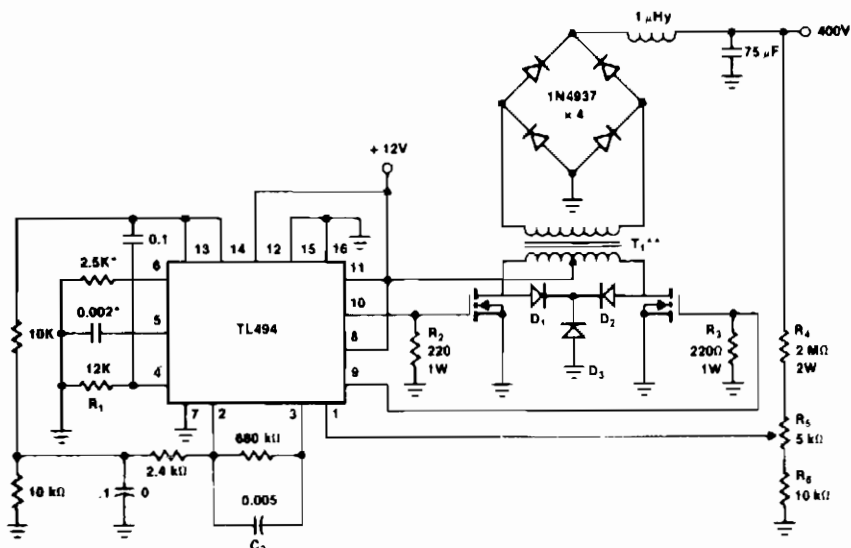 1 µHy
400V
75 µF
1N4937
× 4
+ 12V
T1**
0.1
13
14
12
15
16
2.5K*
6
11
10
0.002*
5
TL494
10K
8
12K
4
9
R1
7
2
3
1
D1
D2
D3
R2
220
1W
R3
220Ω
1W
R4
2 MΩ
2W
R5
5 kΩ
R6
10 kΩ
680 kΩ
2.4 kΩ
10 kΩ
.1
0
0.005